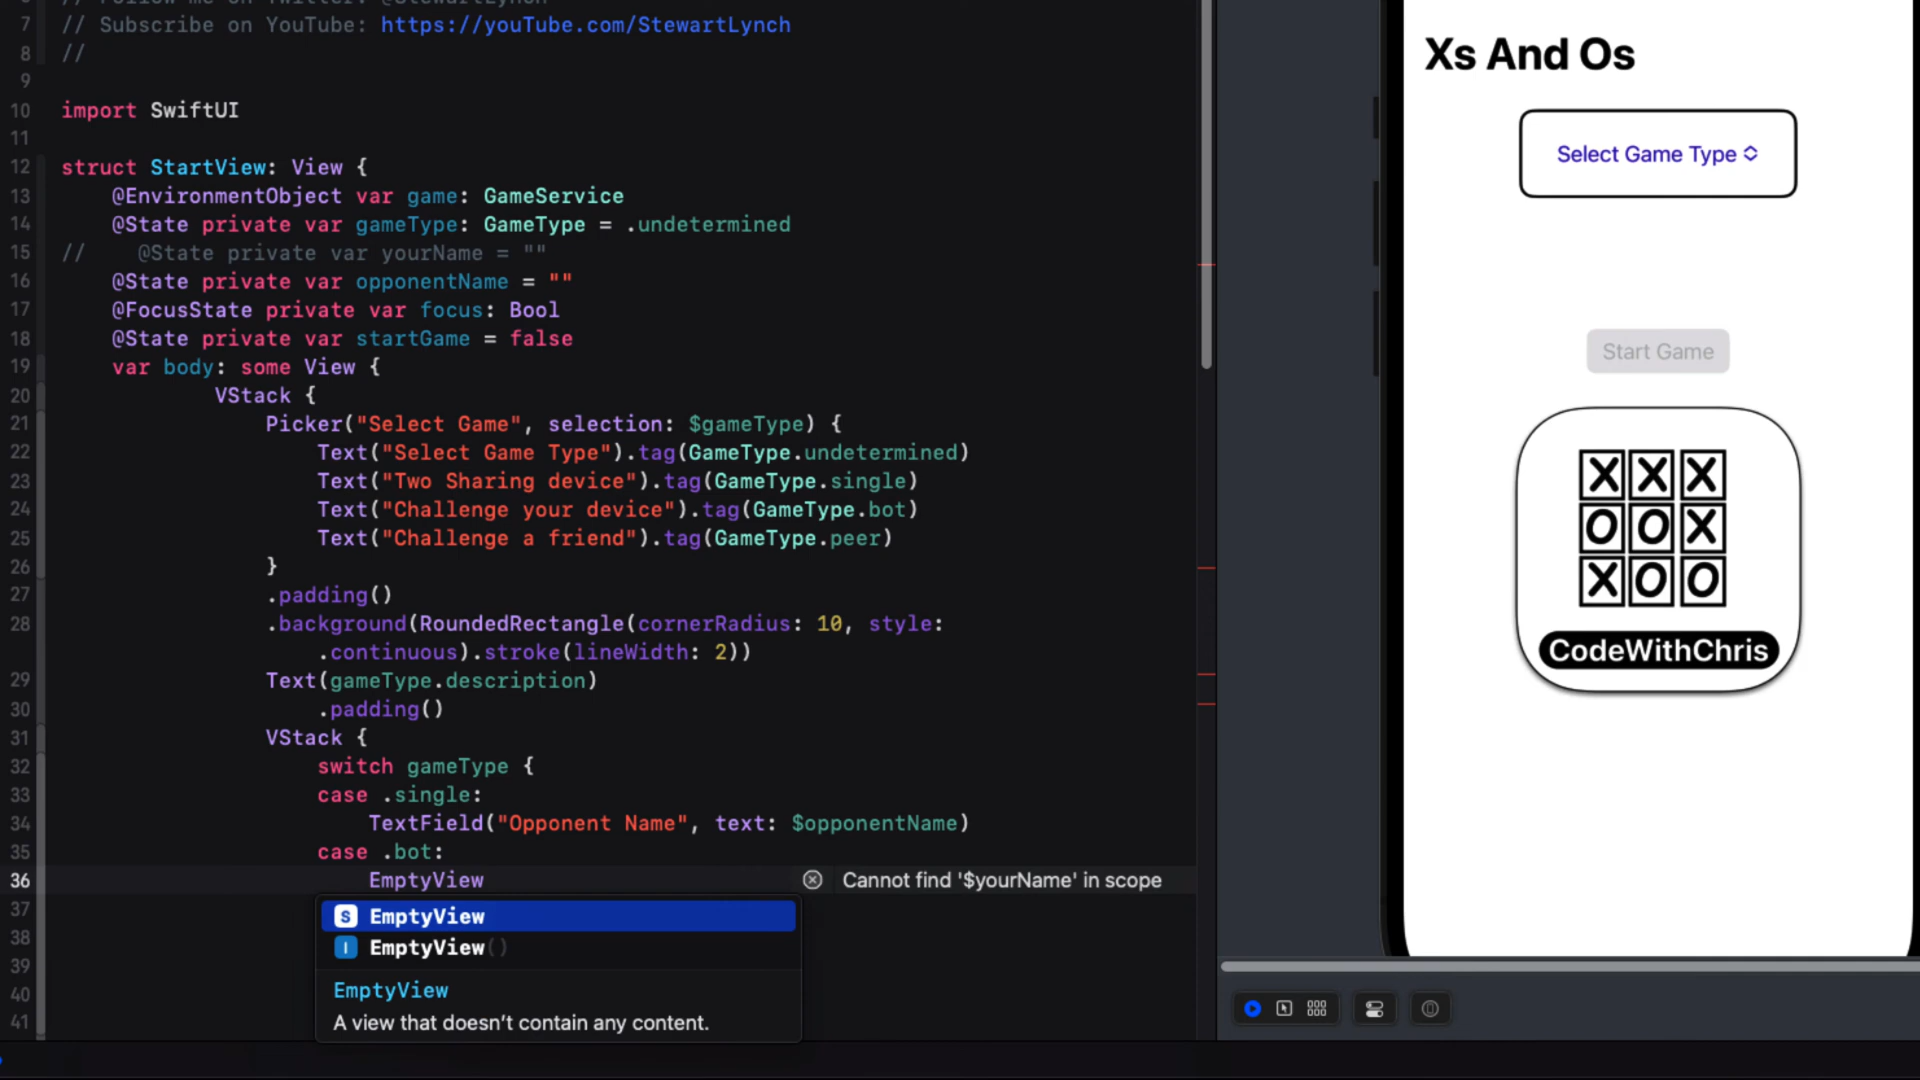 // Follow me on Twitter: @StewartLynch
7 // Subscribe on YouTube: https://youTube.com/StewartLynch
8 //
9
10 import SwiftUI
11
12 struct StartView: View {
13 @EnvironmentObject var game: GameService
14 @State private var gameType: GameType = .undetermined
15 // @State private var yourName = ""
16 @State private var opponentName = ""
17 @FocusState private var focus: Bool
18 @State private var startGame = false
19 var body: some View {
20 VStack {
21 Picker("Select Game", selection: $gameType) {
22 Text("Select Game Type").tag(GameType.undetermined)
23 Text("Two Sharing device").tag(GameType.single)
24 Text("Challenge your device").tag(GameType.bot)
25 Text("Challenge a friend").tag(GameType.peer)
26 }
27 .padding()
28 .background(RoundedRectangle(cornerRadius: 10, style:
.continuous).stroke(lineWidth: 2))
29 Text(gameType.description)
30 .padding()
31 VStack {
32 switch gameType {
33 case .single:
34 TextField("Opponent Name", text: $opponentName)
35 case .bot:
36 EmptyView
Cannot find '$yourName' in scope
37
38
39
40
41
S EmptyView
I EmptyView()
EmptyView
A view that doesn't contain any content.
Xs And Os
Select Game Type
Start Game
X X X
O O X
X O O
CodeWithChris